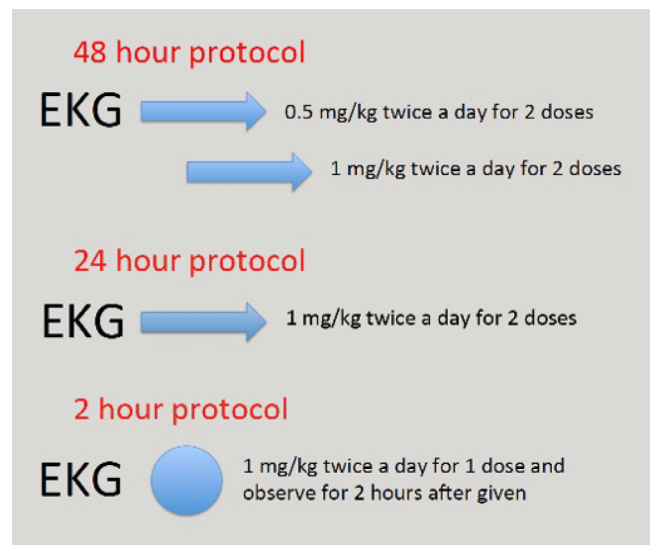 48 hour protocol
EKG
0.5 mg/kg twice a day for 2 doses
1 mg/kg twice a day for 2 doses
24 hour protocol
EKG
1 mg/kg twice a day for 2 doses
2 hour protocol
EKG
1 mg/kg twice a day for 1 dose and
observe for 2 hours after given